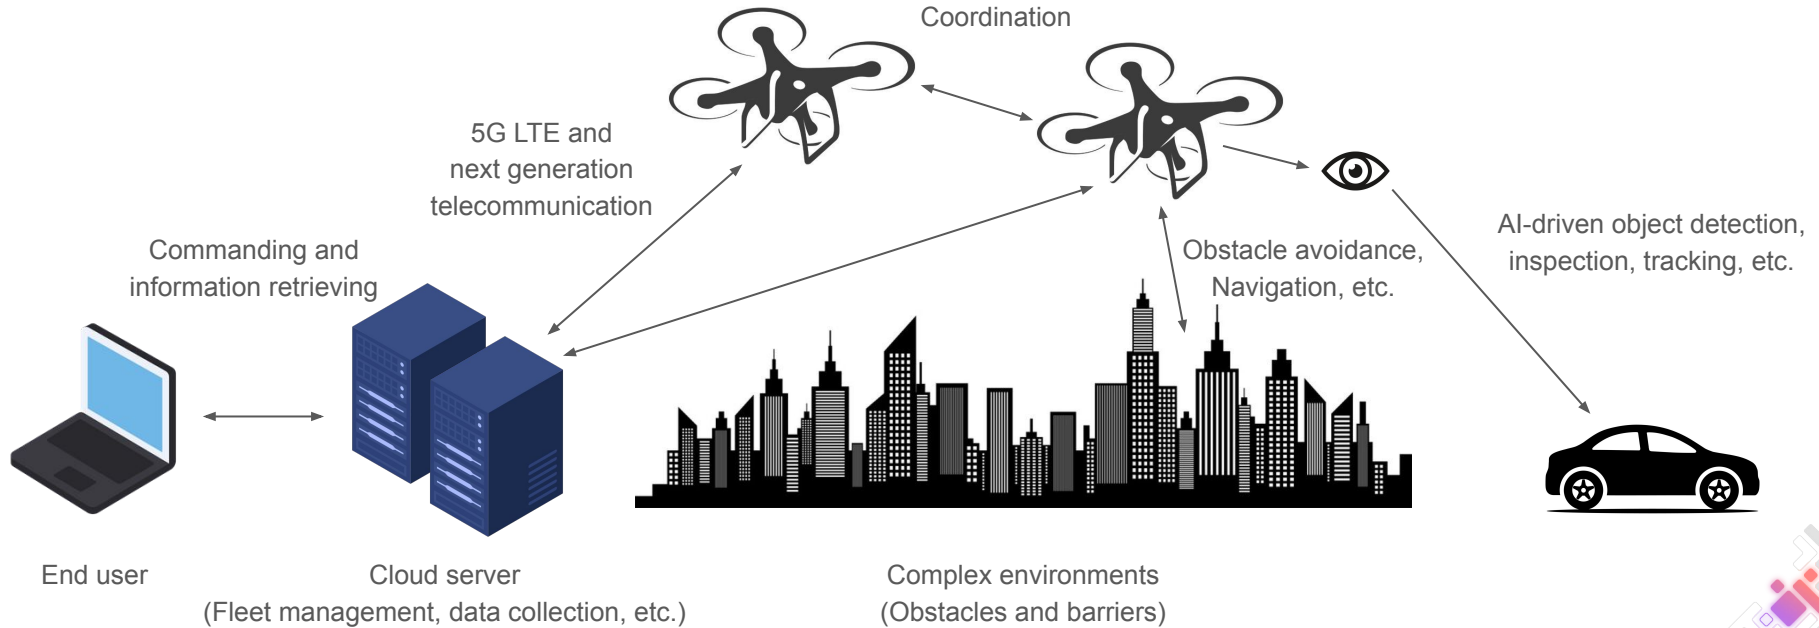 Coordination
5G LTE and
next generation
telecommunication
Commanding and
information retrieving
Obstacle avoidance,
Navigation, etc.
AI-driven object detection,
inspection, tracking, etc.
End user
Cloud server
(Fleet management, data collection, etc.)
Complex environments
(Obstacles and barriers)